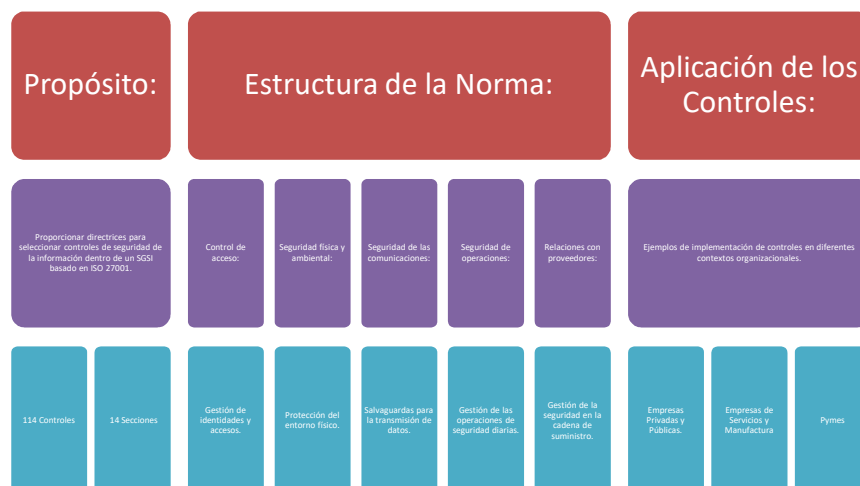 Propósito:
Estructura de la Norma:
Aplicación de los
Controles:
Proporcionar directrices para
seleccionar controles de seguridad de
la información dentro de un SGSI
basado en ISO 27001.
Control de
acceso:
Seguridad física y
ambiental:
Seguridad de las
comunicaciones:
Seguridad de
operaciones:
Relaciones con
proveedores:
Ejemplos de implementación de controles en diferentes
contextos organizacionales.
114 Controles
14 Secciones
Gestión de
identidades y
accesos.
Protección del
entorno físico.
Salvaguardas para
la transmisión de
datos.
Gestión de las
operaciones de
seguridad diarias.
Gestión de la
seguridad en la
cadena de
suministro.
Empresas
Privadas y
Públicas.
Empresas de
Servicios y
Manufactura
Pymes